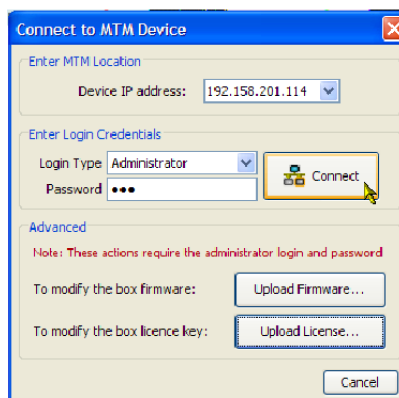 Connect to MTM Device
Enter MTM Location
Device IP address: 192.158.201.114
Enter Login Credentials
Login Type Administrator
Password ●●●
Connect
Advanced
Note: These actions require the administrator login and password
To modify the box firmware: Upload Firmware...
To modify the box licence key: Upload License...
Cancel